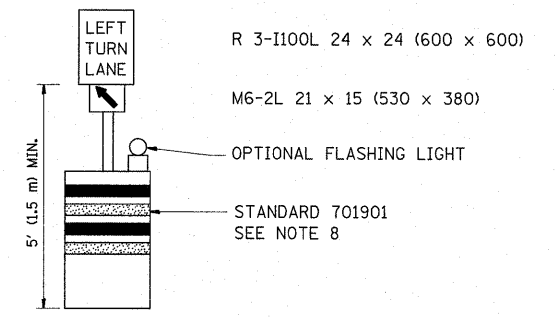 LEFT
TURN
LANE
R 3-I100L 24 x 24 (600 x 600)
M6-2L 21 x 15 (530 x 380)
OPTIONAL FLASHING LIGHT
5' (1.5 m) MIN.
STANDARD 701901
SEE NOTE 8